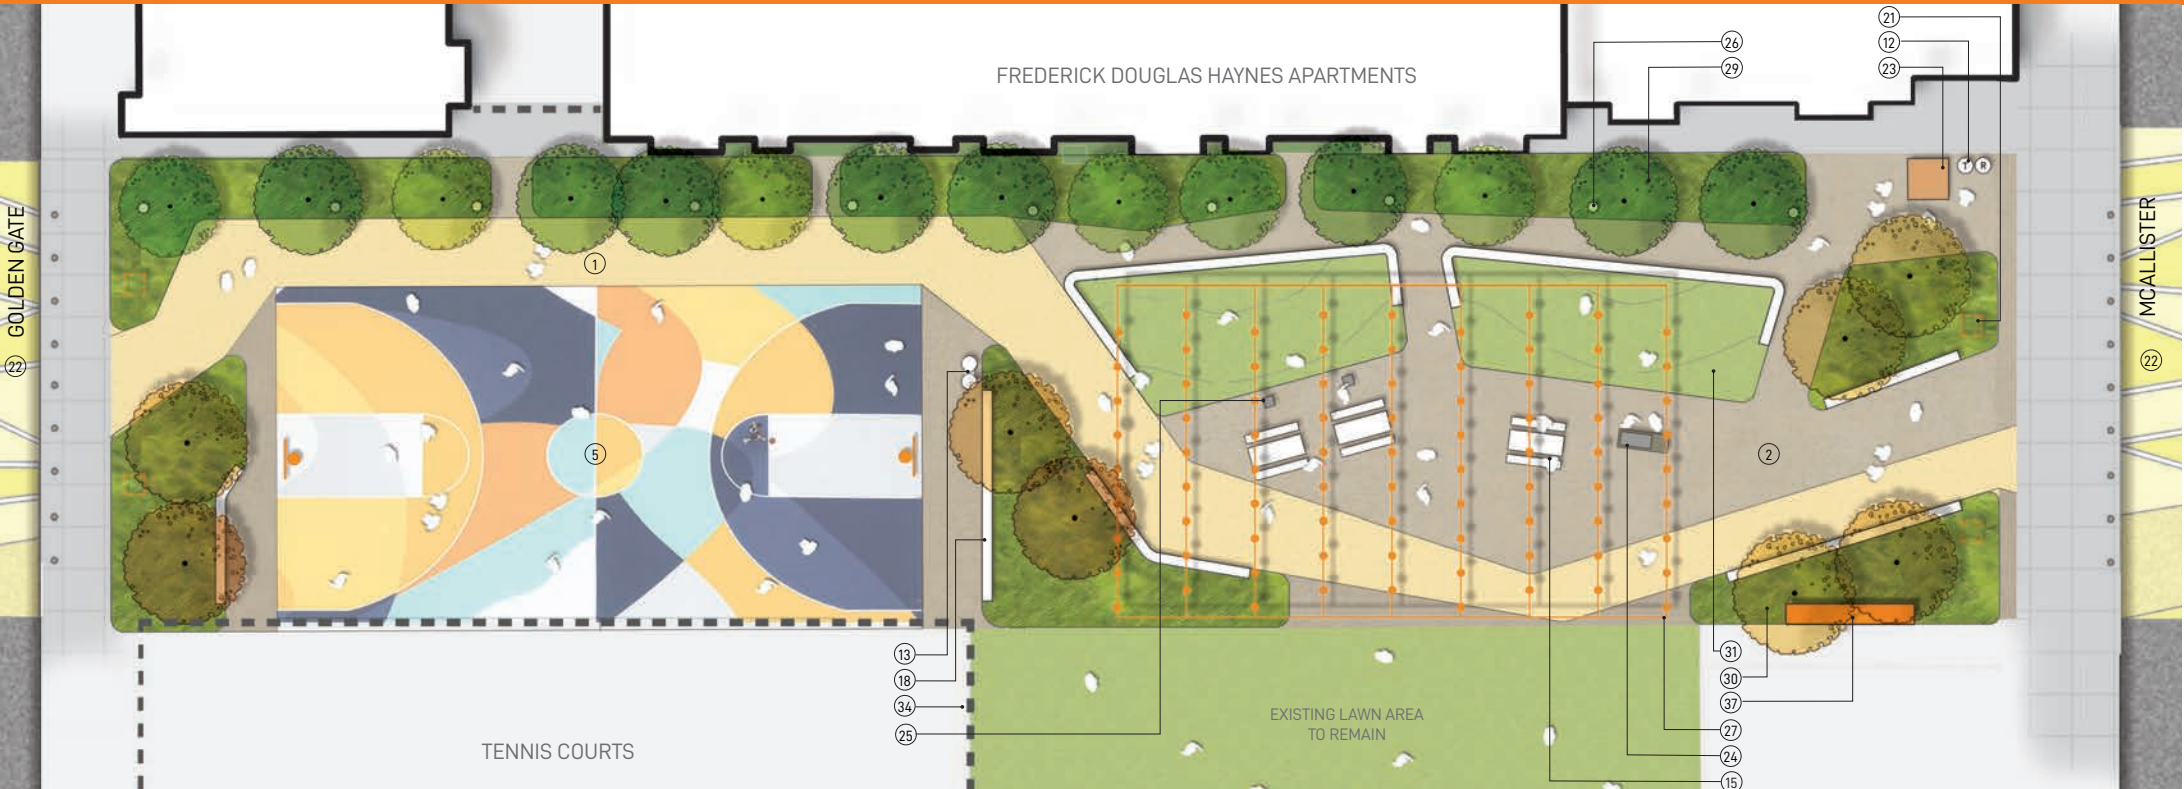 21
26
12
29
23
FREDERICK DOUGLAS HAYNES APARTMENTS
T R
1
22 GOLDEN GATE
22 MCALLISTER
5
2
13
18
34
25
31
30
37
27
24
15
EXISTING LAWN AREA
TO REMAIN
TENNIS COURTS